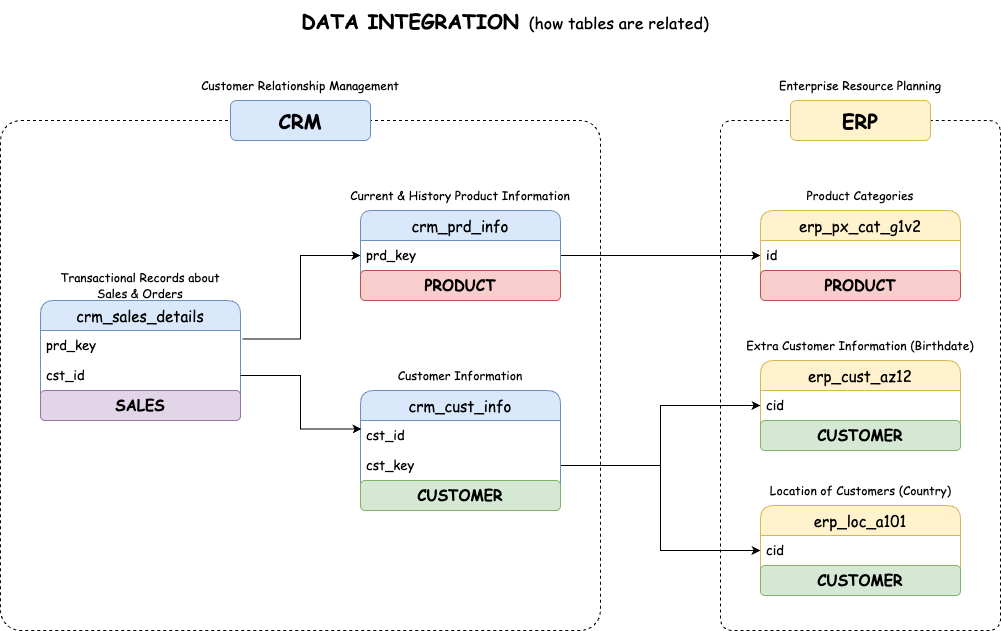 DATA INTEGRATION (how tables are related)
Customer Relationship Management
CRM
Enterprise Resource Planning
ERP
Transactional Records about
Sales & Orders
crm_sales_details
prd_key
cst_id
SALES
Current & History Product Information
crm_prd_info
prd_key
PRODUCT
Customer Information
crm_cust_info
cst_id
cst_key
CUSTOMER
Product Categories
erp_px_cat_g1v2
id
PRODUCT
Extra Customer Information (Birthdate)
erp_cust_az12
cid
CUSTOMER
Location of Customers (Country)
erp_loc_a101
cid
CUSTOMER